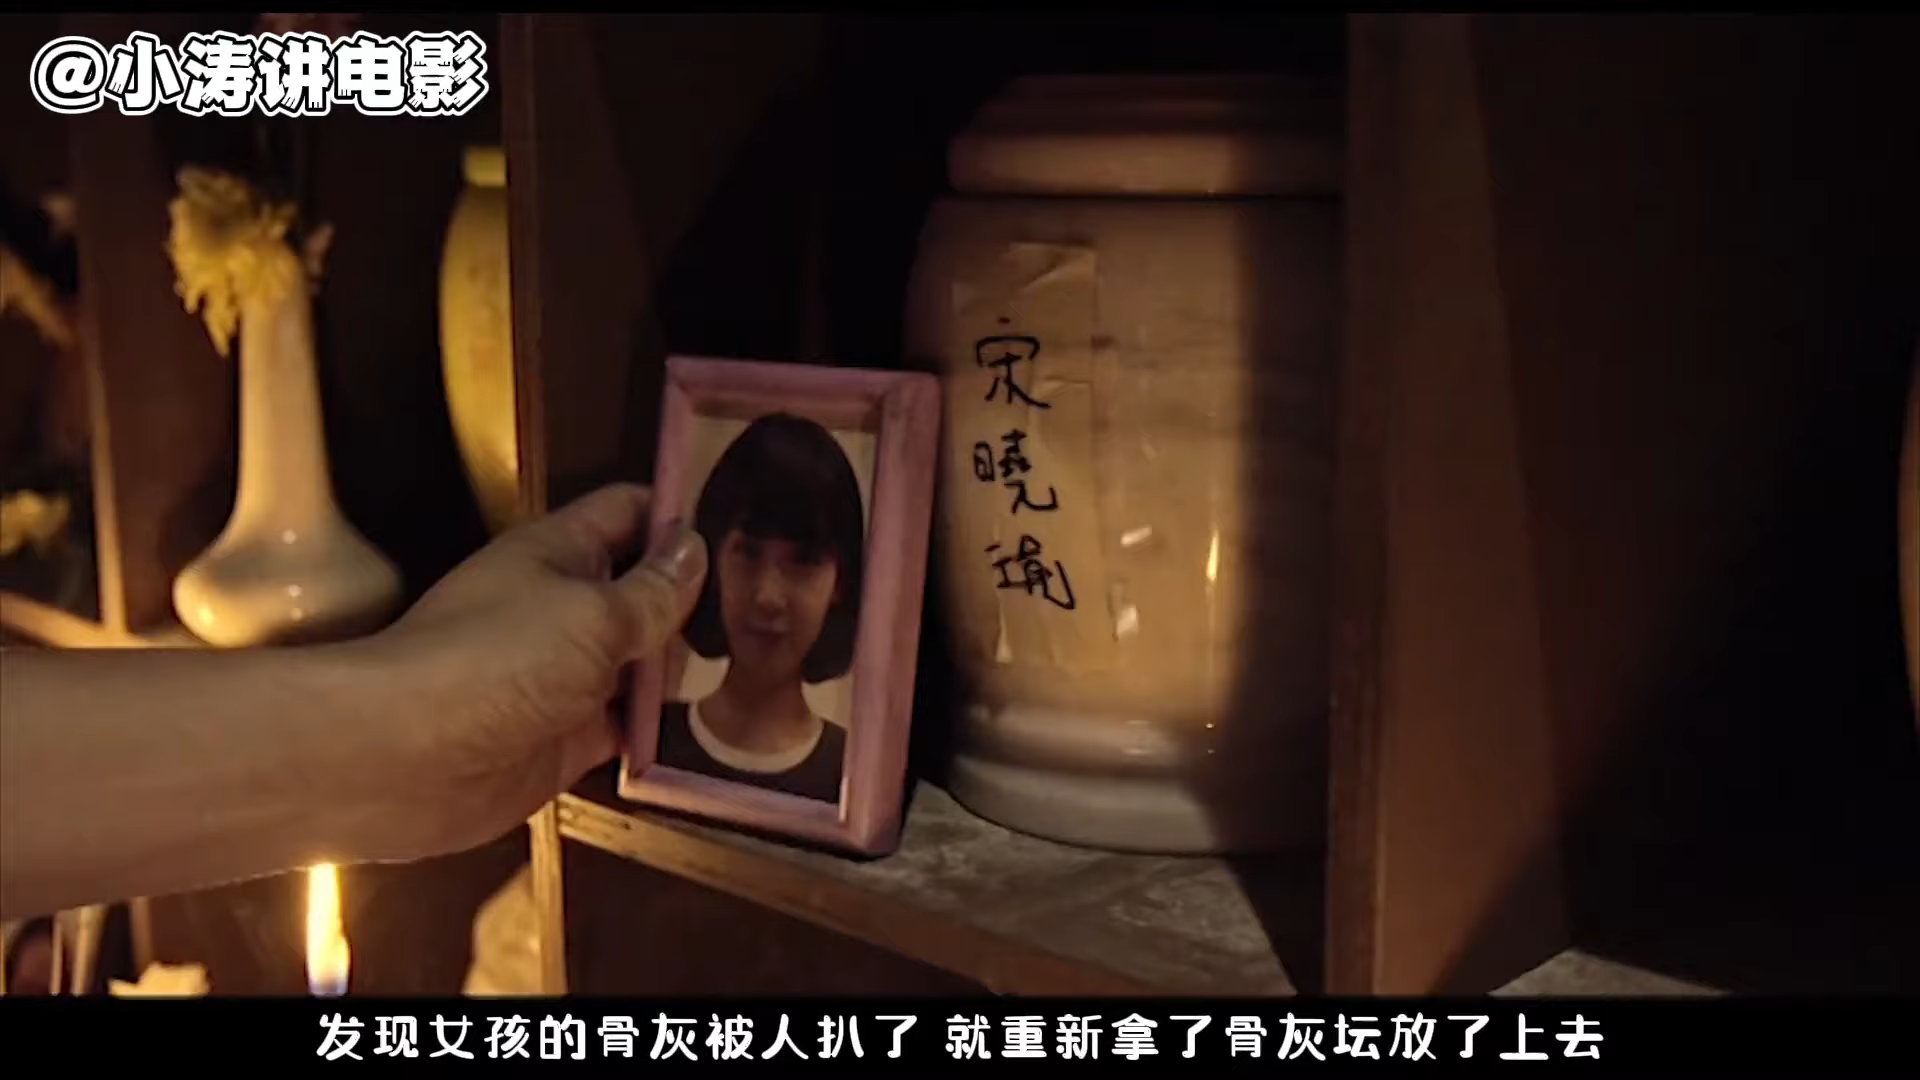 @小涛讲电影
宋
曉
发现女孩的骨灰被人扒了 就重新拿了骨灰坛放了上去